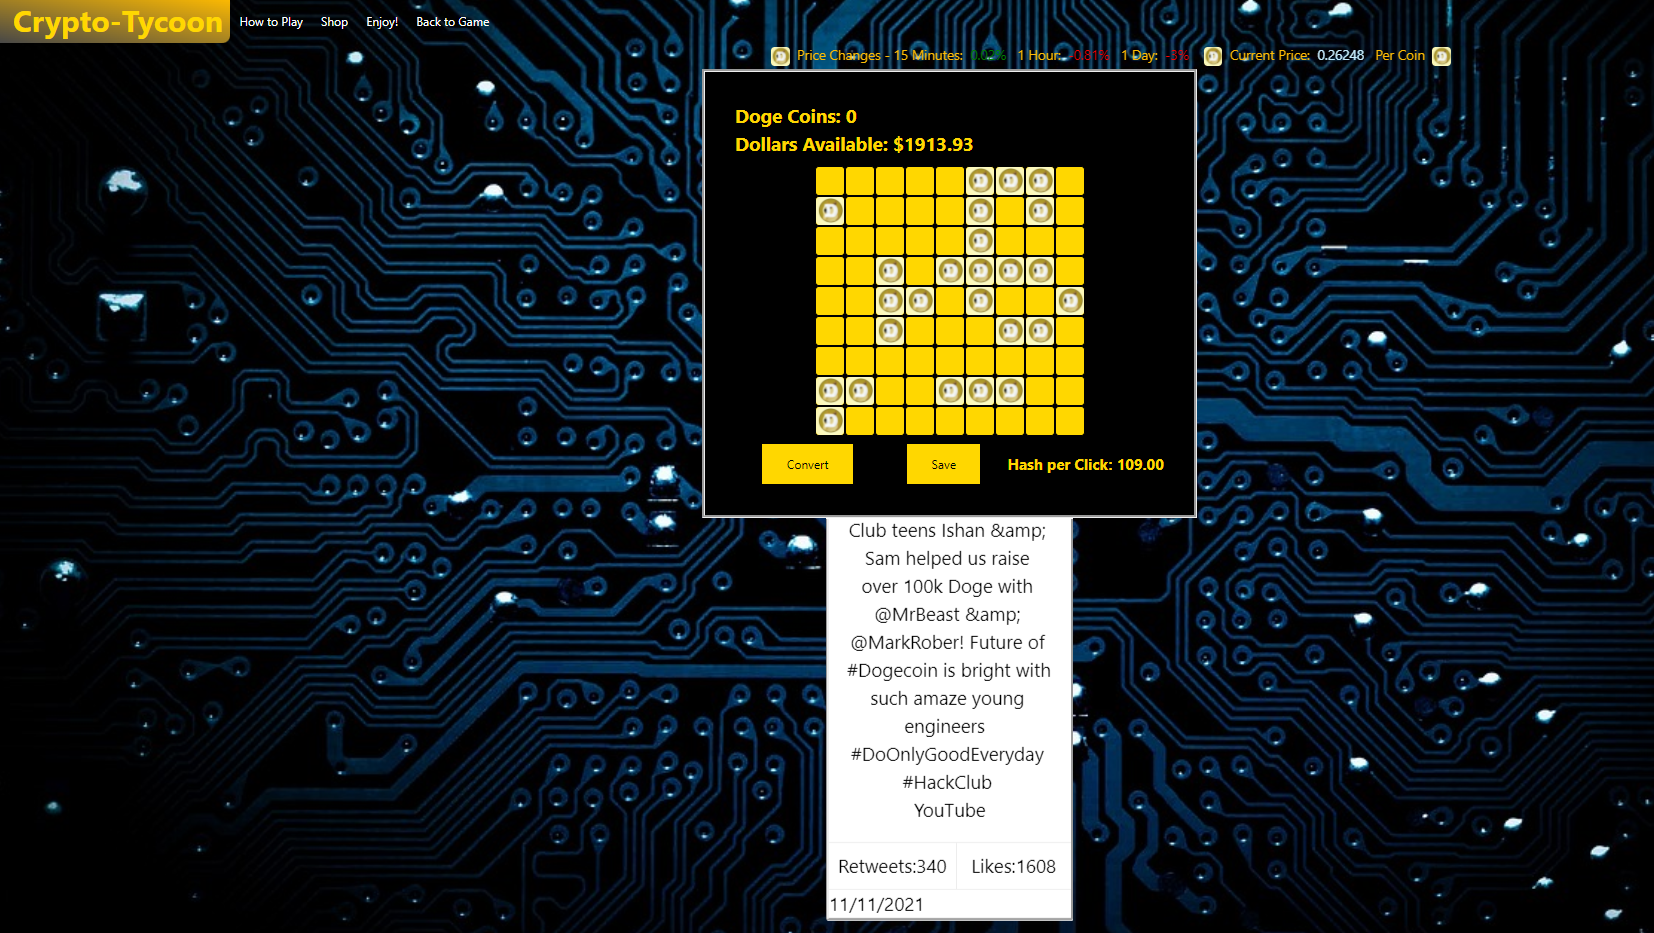 Crypto-Tycoon How to Play Shop Enjoy! Back to Game
Price Changes - 15 Minutes: 0.02% 1 Hour: -0.81% 1 Day: -8% Current Price: 0.26248 Per Coin
Doge Coins: 0
Dollars Available: $1913.93
Convert Save Hash per Click: 109.00
Club teens Ishan &amp;
Sam helped us raise
over 100k Doge with
@MrBeast &amp;
@MarkRober! Future of
#Dogecoin is bright with
such amaze young
engineers
#DoOnlyGoodEveryday
#HackClub
YouTube
Retweets:340 Likes:1608
11/11/2021